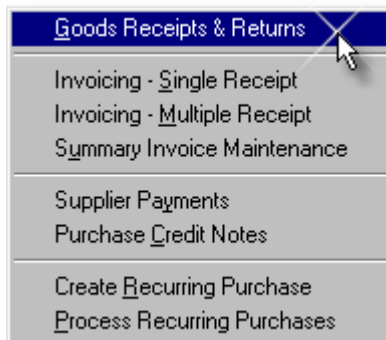 Goods Receipts & Returns
Invoicing - Single Receipt
Invoicing - Multiple Receipt
Summary Invoice Maintenance
Supplier Payments
Purchase Credit Notes
Create Recurring Purchase
Process Recurring Purchases